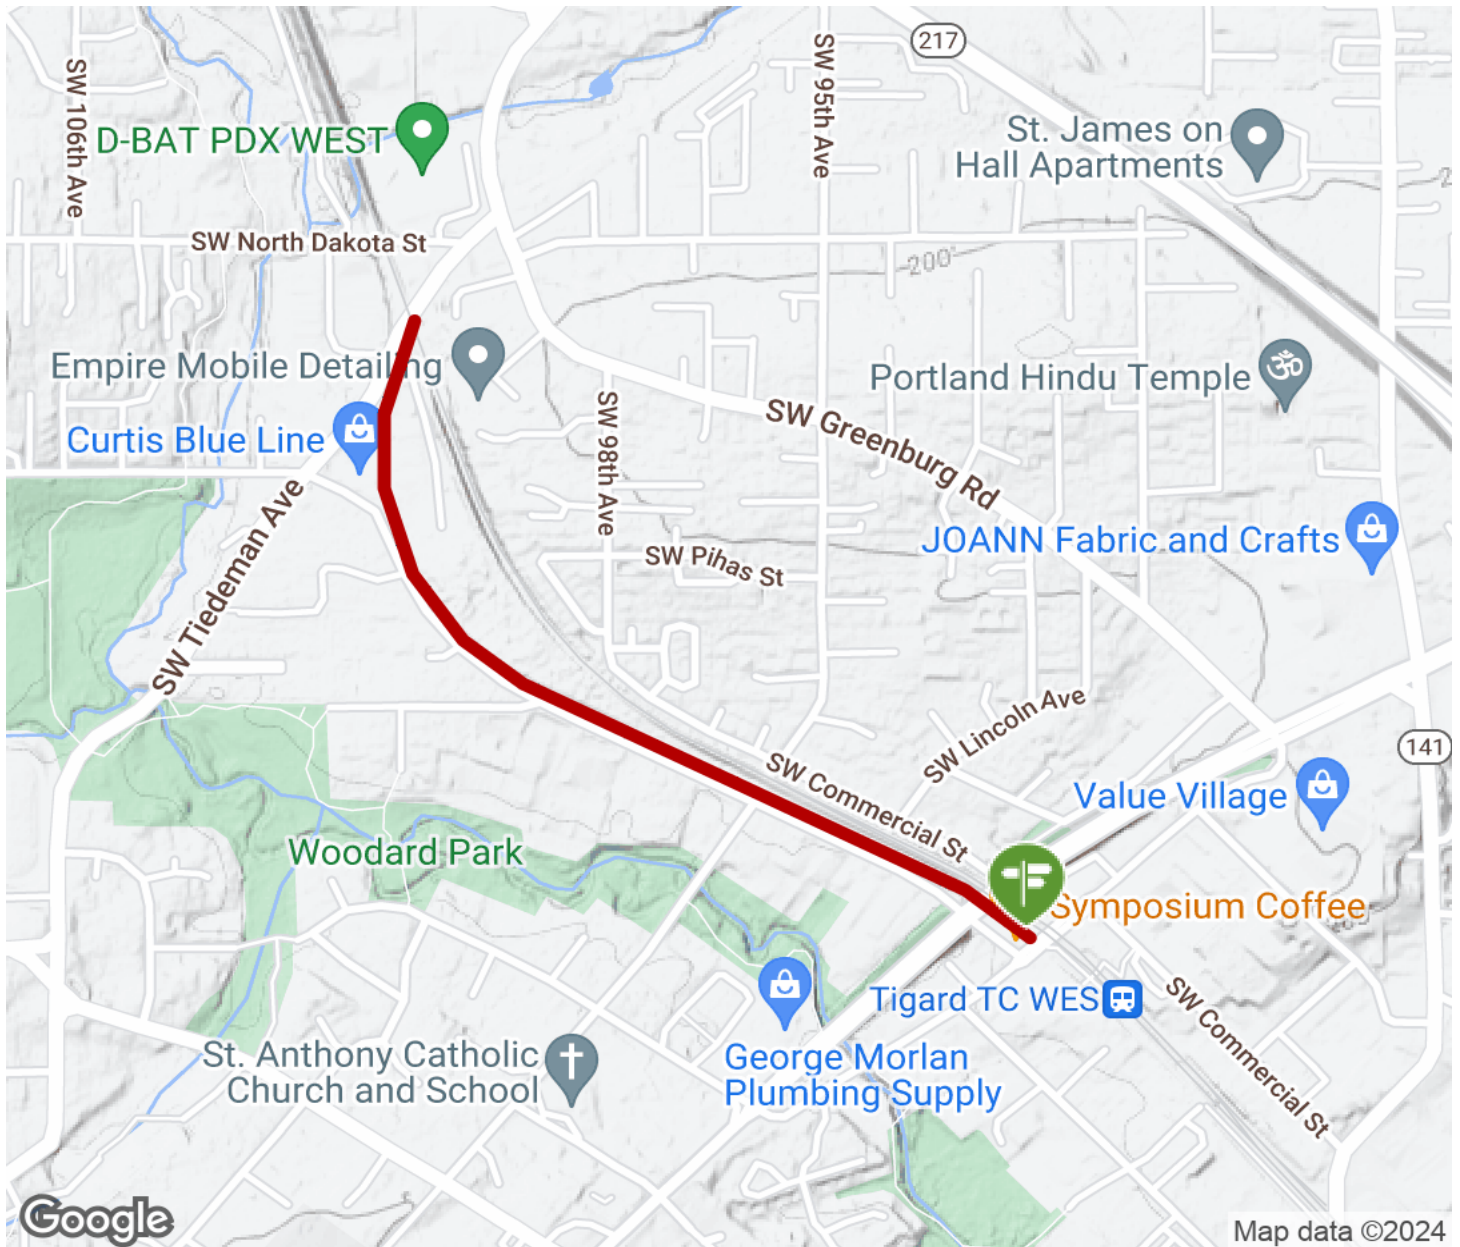 217
SW 106th Ave
SW 95th Ave
D-BAT PDX WEST
St. James on
Hall Apartments
SW North Dakota St
200'
Empire Mobile Detailing
Portland Hindu Temple
ॐ
SW Greenburg Rd
SW 98th Ave
Curtis Blue Line
SW Tiedeman Ave
JOANN Fabric and Crafts
SW Pihas St
SW Lincoln Ave
141
SW Commercial St
Value Village
Woodard Park
Symposium Coffee
Tigard TC WES
SW Commercial St
St. Anthony Catholic
Church and School
George Morlan
Plumbing Supply
Google
Map data ©2024